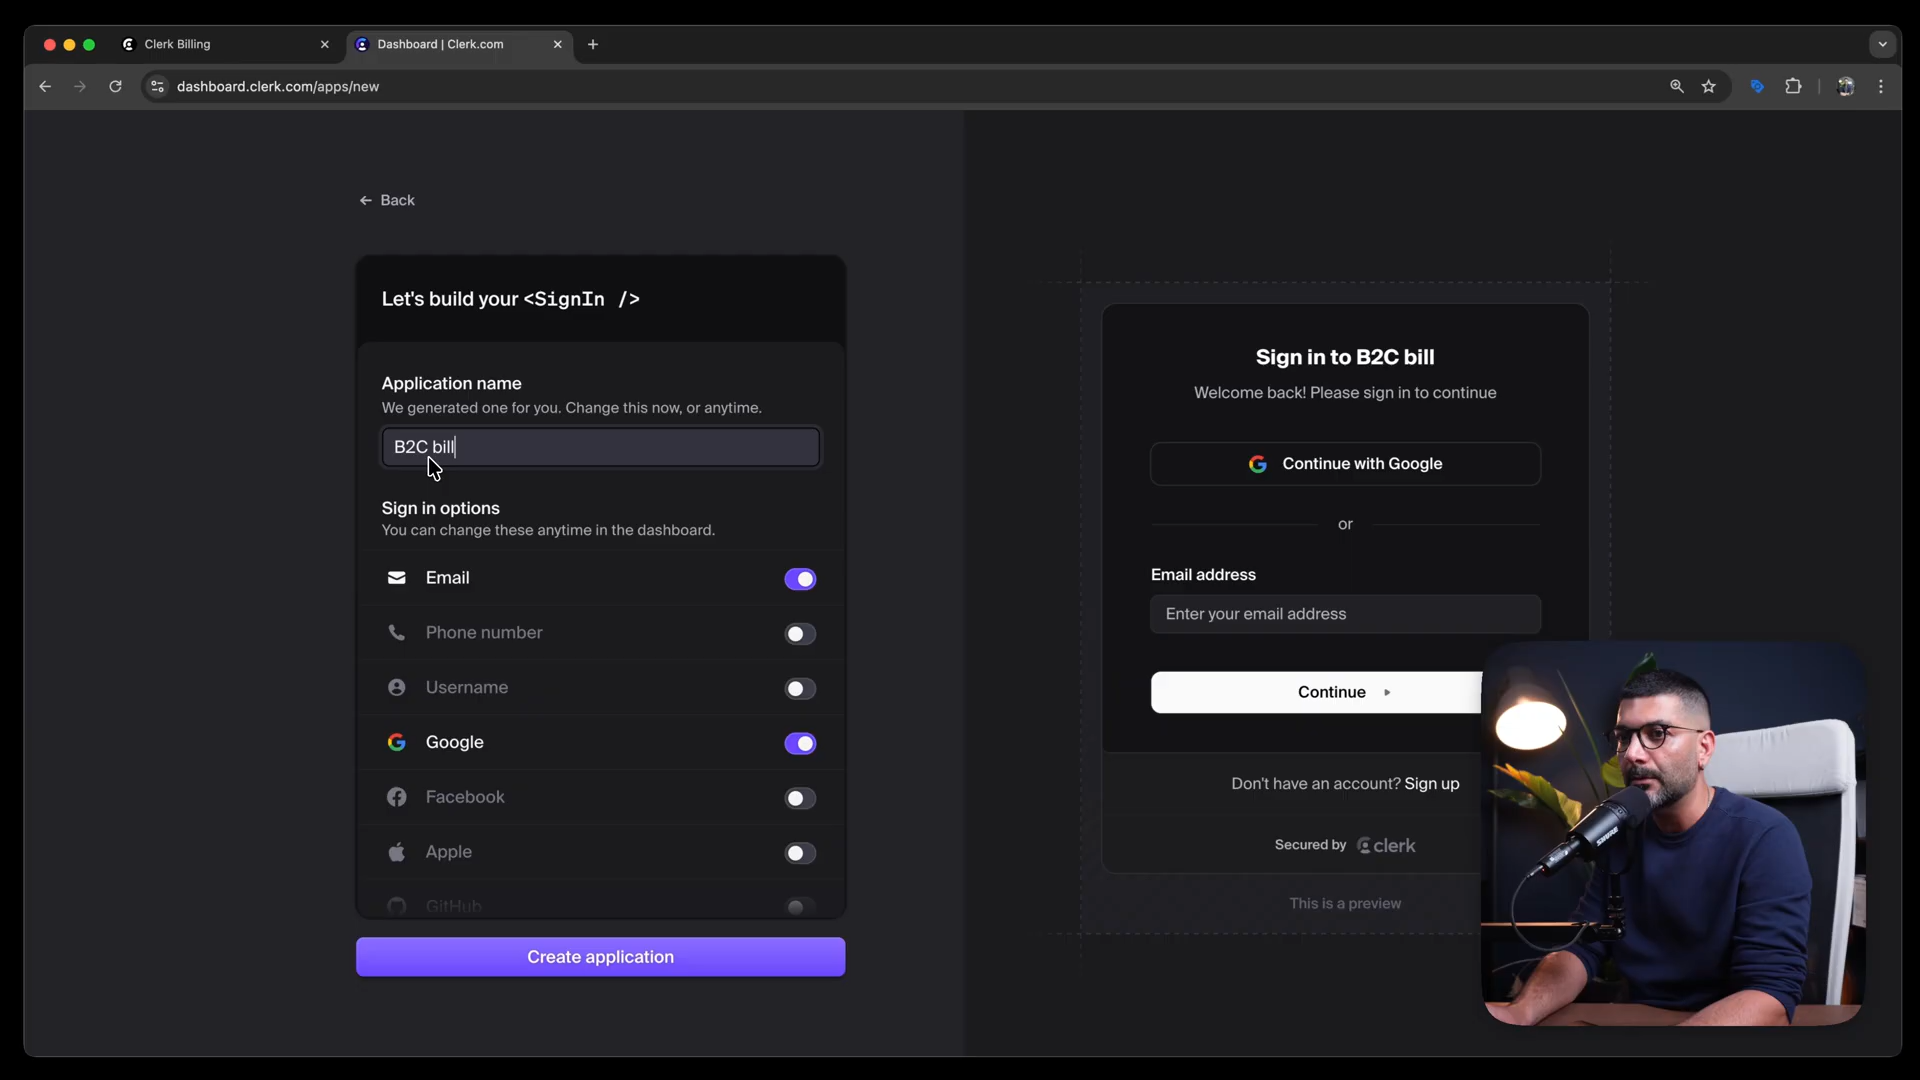 Clerk Billing
Dashboard | Clerk.com
dashboard.clerk.com/apps/new
Back
Let's build your <SignIn />
Application name
We generated one for you. Change this now, or anytime.
B2C bill
Sign in options
You can change these anytime in the dashboard.
Email
Phone number
Username
Google
Facebook
Apple
GitHub
Create application
Sign in to B2C bill
Welcome back! Please sign in to continue
Continue with Google
or
Email address
Enter your email address
Continue
Don't have an account? Sign up
Secured by clerk
This is a preview
SHURE